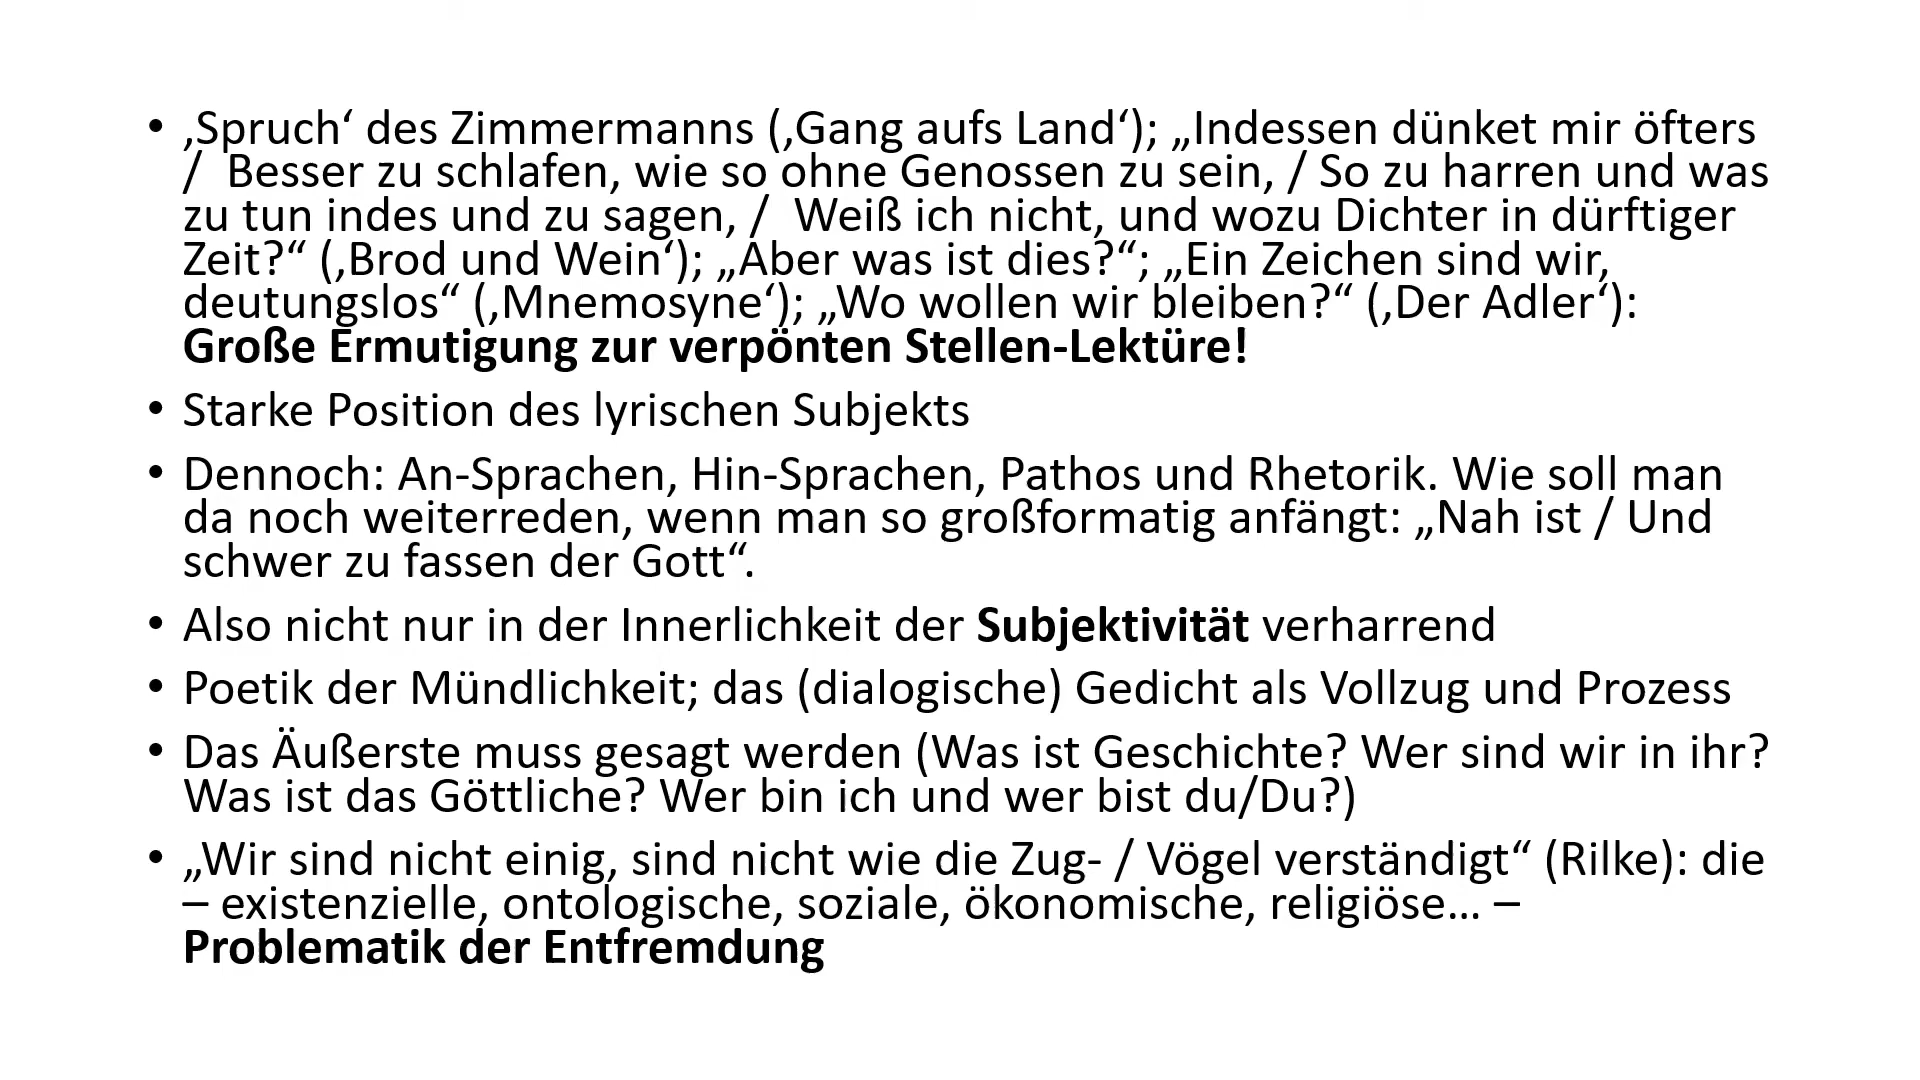 • ‚Spruch‘ des Zimmermanns (‚Gang aufs Land‘); „Indessen dünket mir öfters
/  Besser zu schlafen, wie so ohne Genossen zu sein, / So zu harren und was
zu tun indes und zu sagen, /  Weiß ich nicht, und wozu Dichter in dürftiger
Zeit?“ (‚Brod und Wein‘); „Aber was ist dies?“; „Ein Zeichen sind wir,
deutungslos“ (‚Mnemosyne‘); „Wo wollen wir bleiben?“ (‚Der Adler‘):
Große Ermutigung zur verpönten Stellen-Lektüre!
• Starke Position des lyrischen Subjekts
• Dennoch: An-Sprachen, Hin-Sprachen, Pathos und Rhetorik. Wie soll man
da noch weiterreden, wenn man so großformatig anfängt: „Nah ist / Und
schwer zu fassen der Gott“.
• Also nicht nur in der Innerlichkeit der Subjektivität verharrend
• Poetik der Mündlichkeit; das (dialogische) Gedicht als Vollzug und Prozess
• Das Äußerste muss gesagt werden (Was ist Geschichte? Wer sind wir in ihr?
Was ist das Göttliche? Wer bin ich und wer bist du/Du?)
• „Wir sind nicht einig, sind nicht wie die Zug- / Vögel verständigt“ (Rilke): die
– existenzielle, ontologische, soziale, ökonomische, religiöse… –
Problematik der Entfremdung